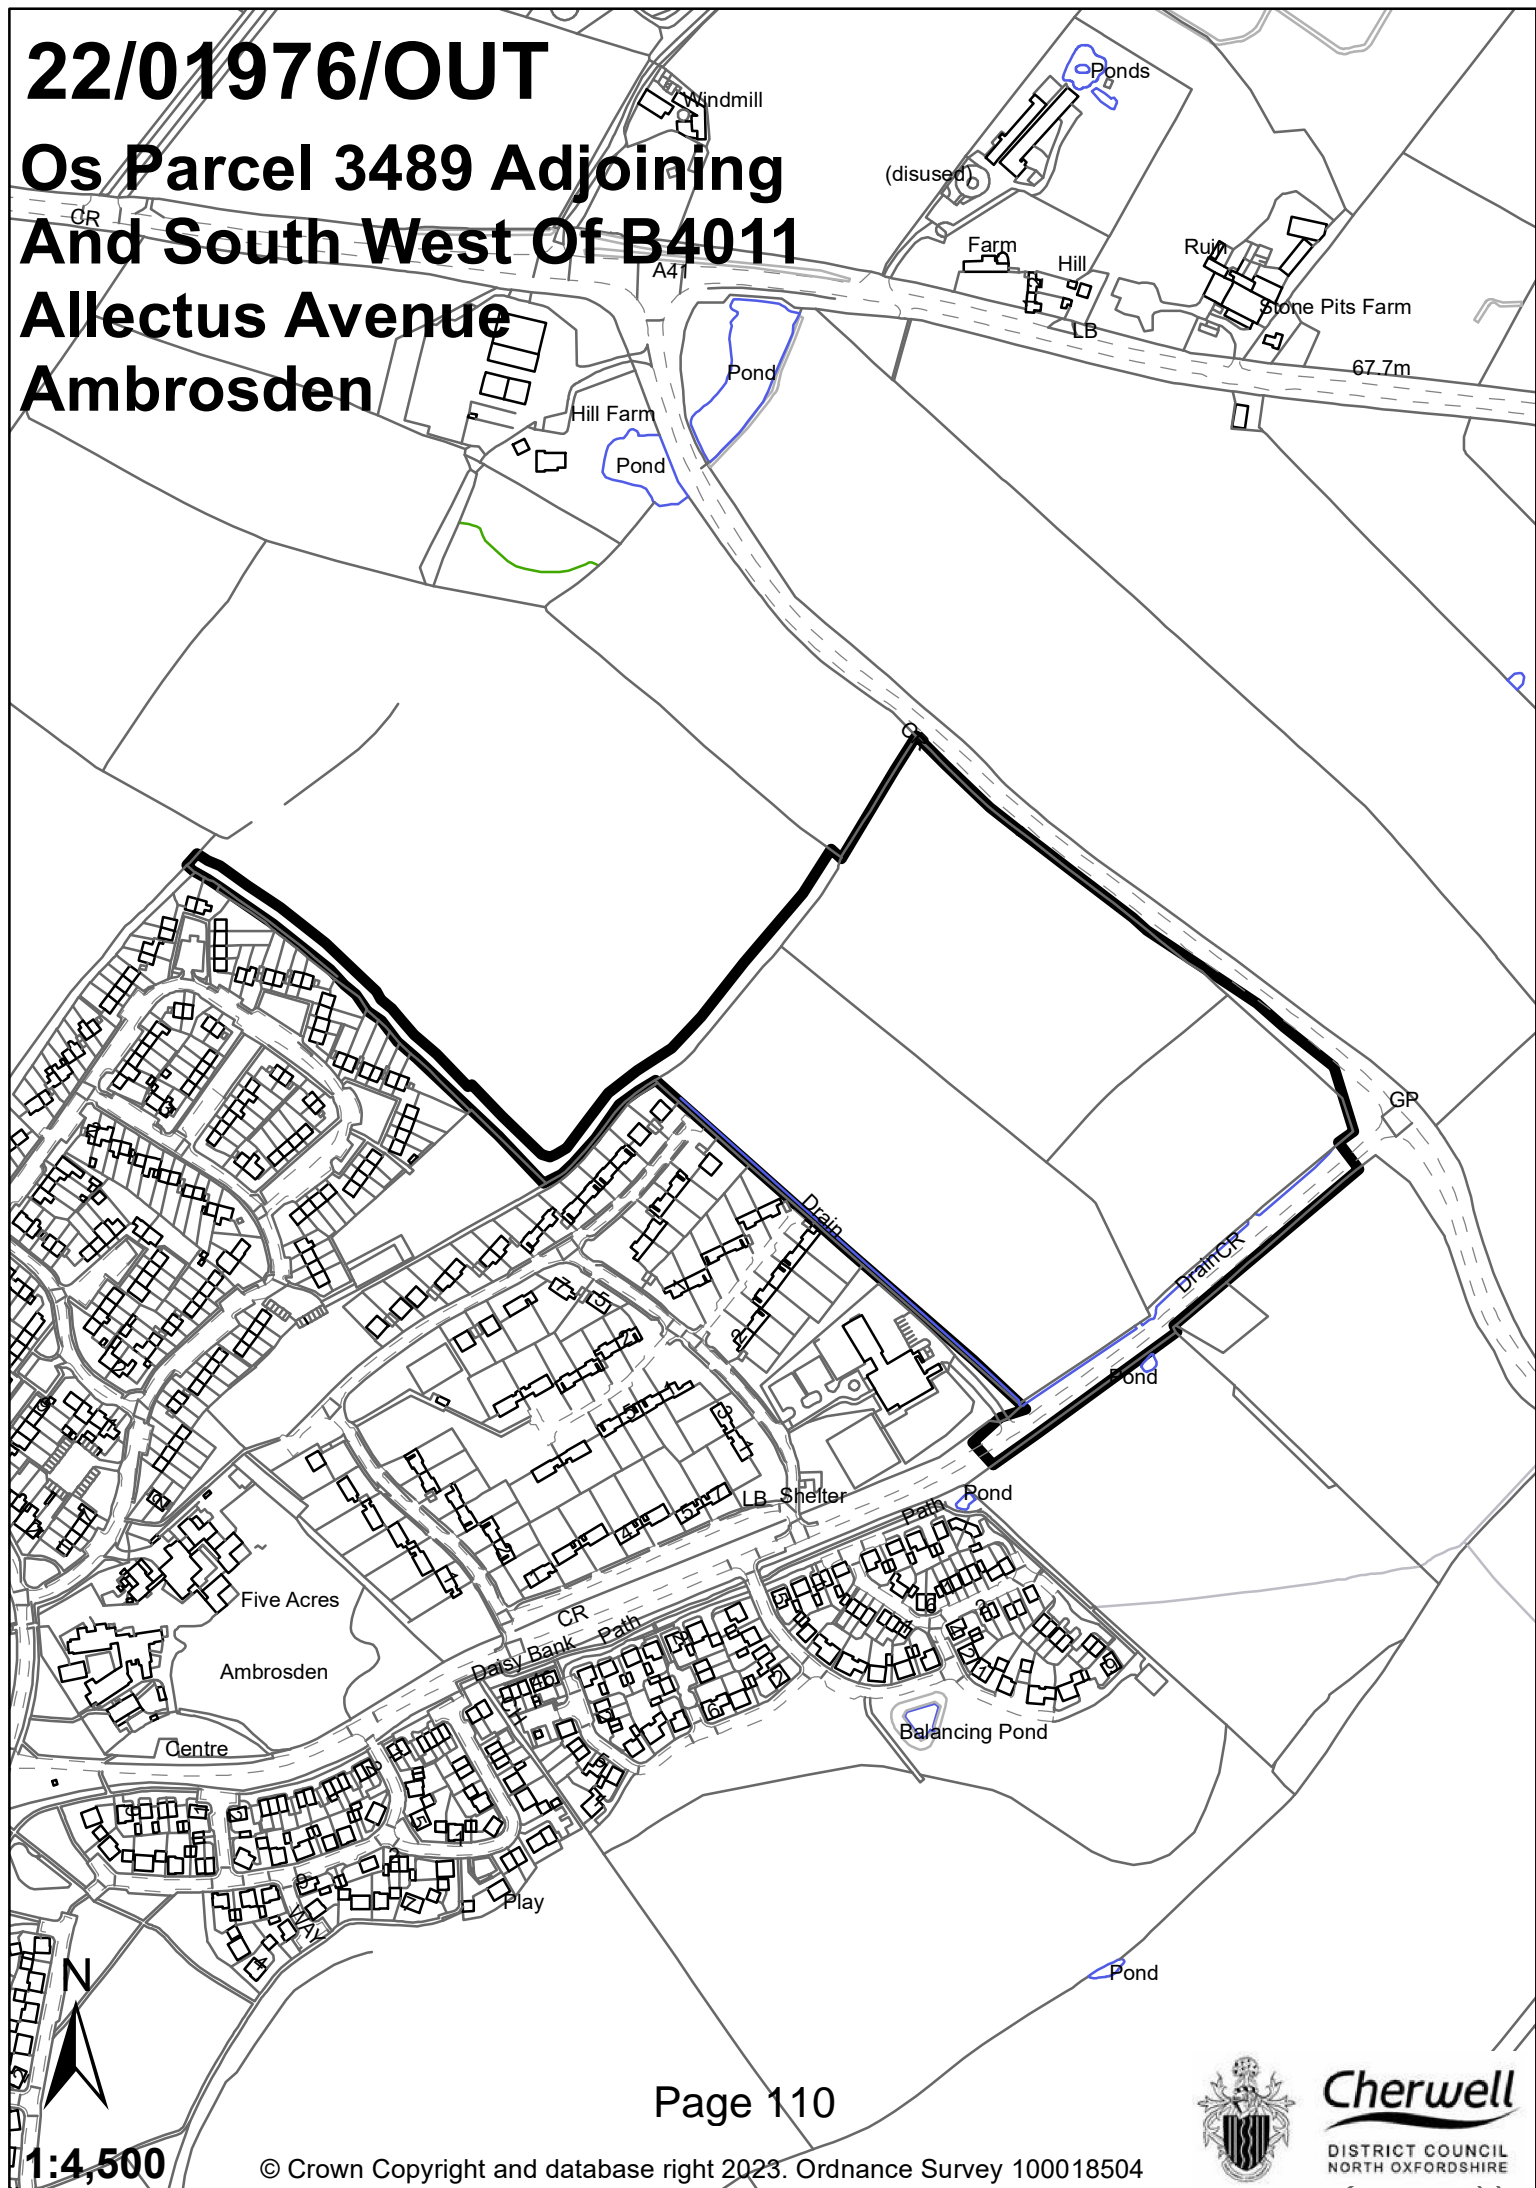 22/01976/OUT
Os Parcel 3489 Adjoining
And South West Of B4011
Allectus Avenue
Ambrosden
Windmill
Ponds
(disused)
CR
A41
Farm
Hill
Ruin
Stone Pits Farm
LB
67.7m
Pond
Hill Farm
Pond
GP
Drain
Drain
CR
Pond
Pond
LB
Shelter
Path
Five Acres
CR
Path
Daisy Bank
Ambrosden
Centre
Balancing Pond
Play
WAY
Pond
N
Page 110
1:4,500
© Crown Copyright and database right 2023. Ordnance Survey 100018504
Cherwell
DISTRICT COUNCIL
NORTH OXFORDSHIRE